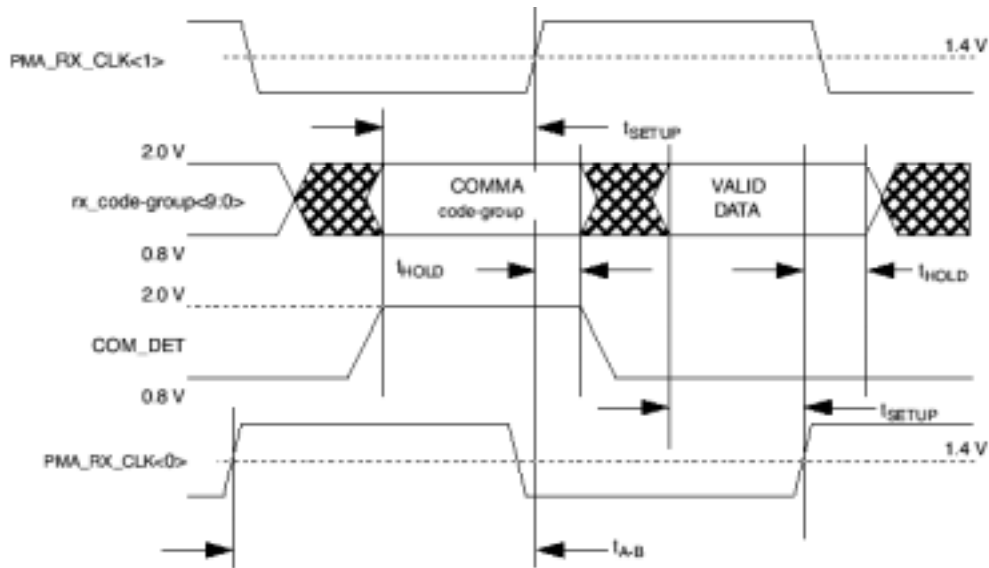 PMA_RX_CLK<1>
1.4 V
tSETUP
2.0 V
rx_code-group<9:0>
COMMA
code-group
VALID
DATA
0.8 V
tHOLD
tHOLD
2.0 V
COM_DET
0.8 V
tSETUP
PMA_RX_CLK<0>
1.4 V
tA-B